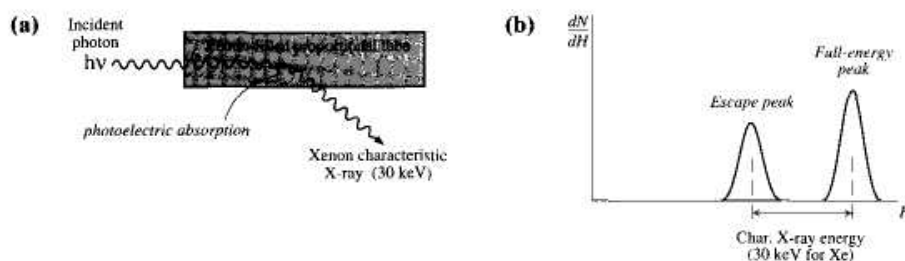 (a)
Incident
photon
hν
photoelectric absorption
Xenon characteristic
X-ray (30 keV)
(b)
dN
dH
Full-energy
peak
Escape peak
Char. X-ray energy
(30 keV for Xe)